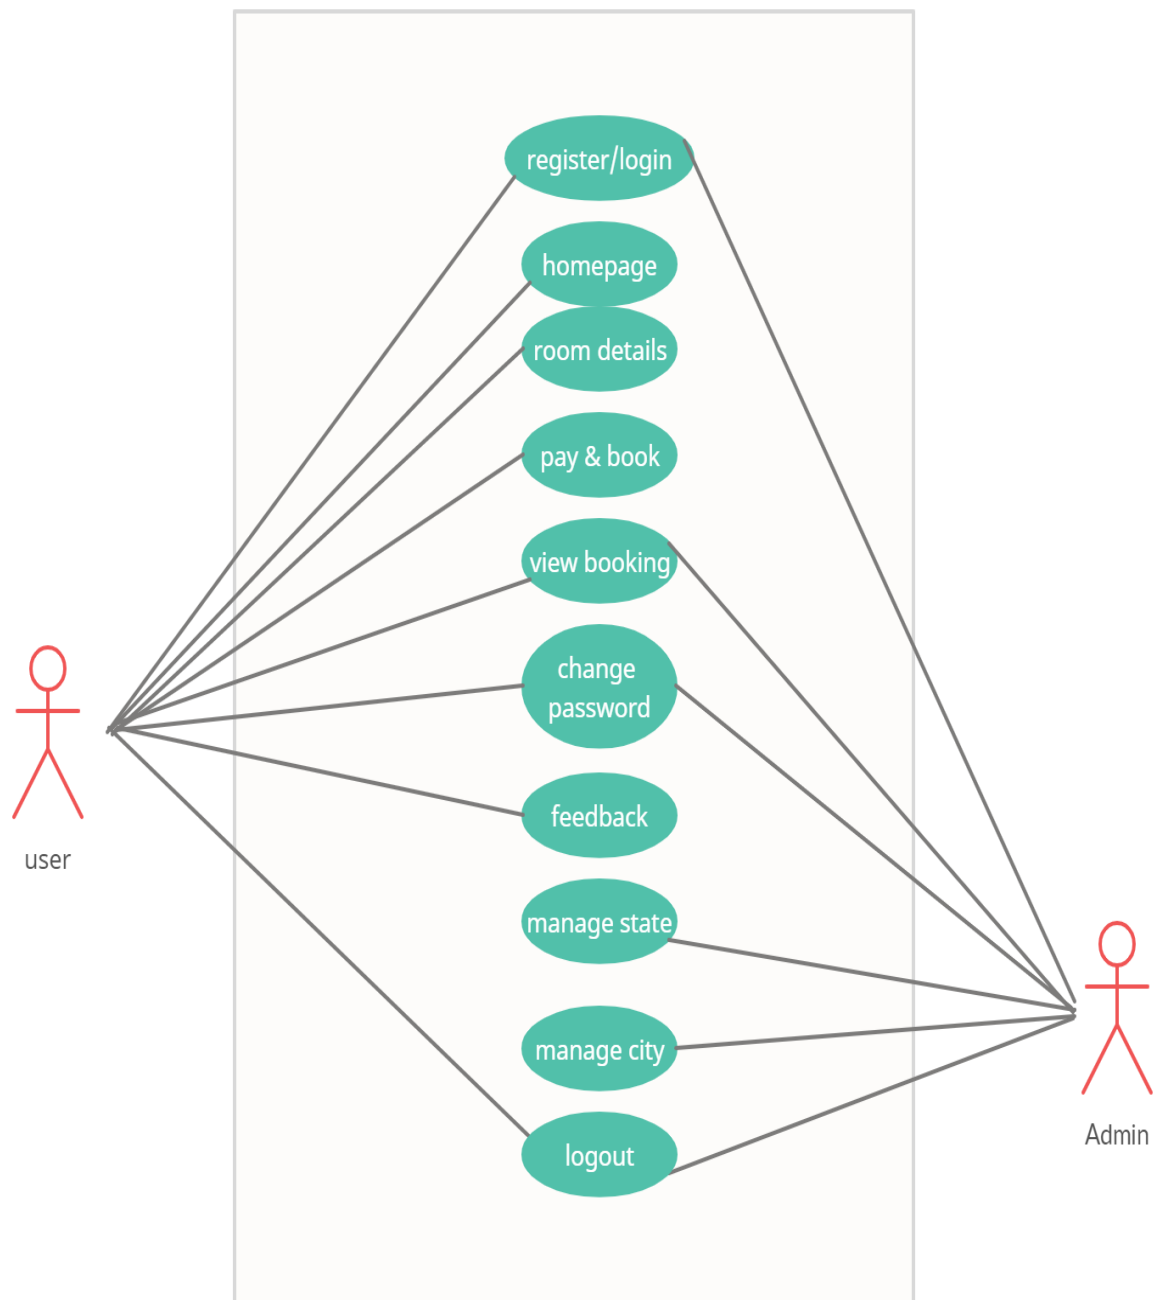 register/login
homepage
room details
pay & book
view booking
change
password
feedback
user
manage state
manage city
Admin
logout